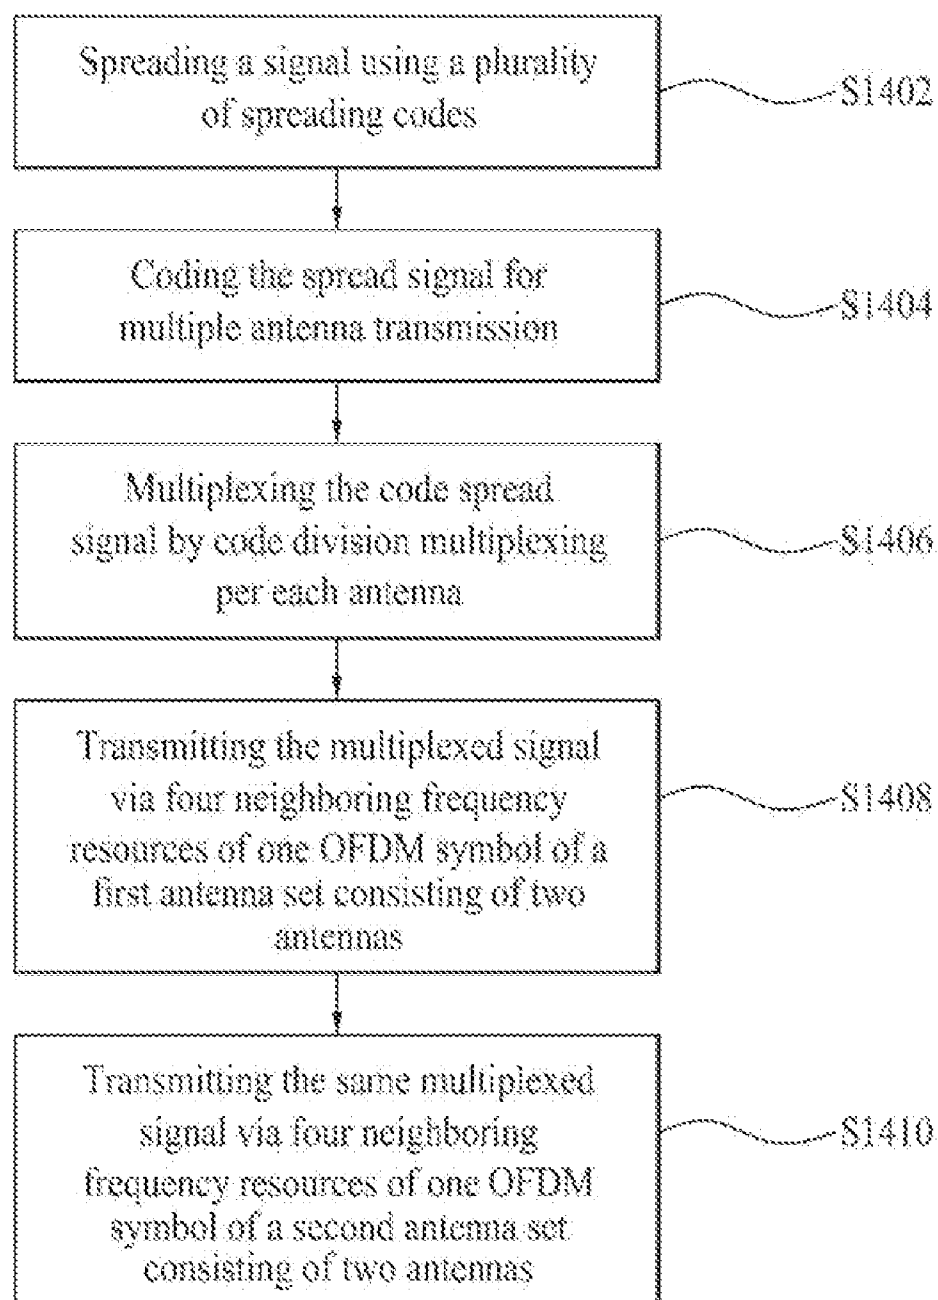 Spreading a signal using a plurality
of spreading codes
S1402
Coding the spread signal for
multiple antenna transmission
S1404
Multiplexing the code spread
signal by code division multiplexing
per each antenna
S1406
Transmitting the multiplexed signal
via four neighboring frequency
resources of one OFDM symbol of a
first antenna set consisting of two
antennas
S1408
Transmitting the same multiplexed
signal via four neighboring
frequency resources of one OFDM
symbol of a second antenna set
consisting of two antennas
S1410